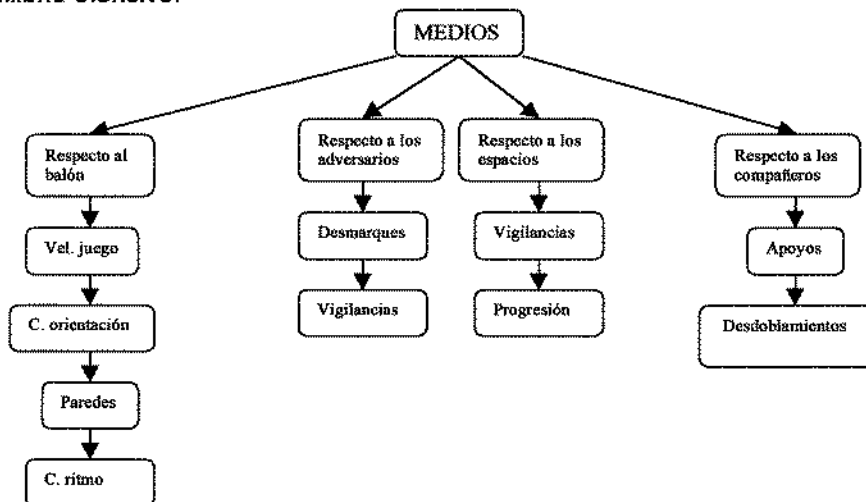 MEDIOS
Respecto al
balón
Vel. juego
C. orientación
Paredes
C. ritmo
Respecto a los
adversarios
Desmarques
Vigilancias
Respecto a los
espacios
Vigilancias
Progresión
Respecto a los
compañeros
Apoyos
Desdoblamientos